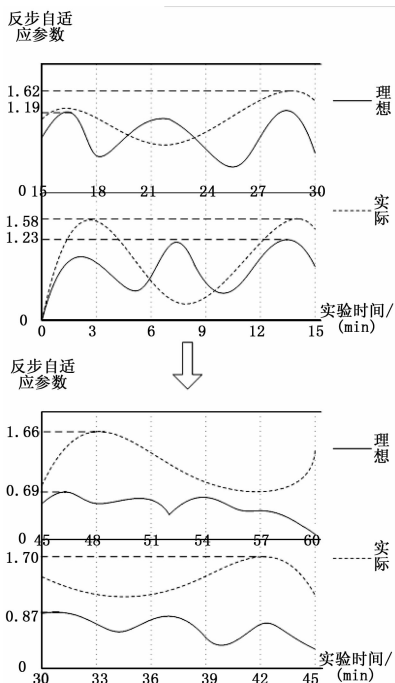 反步自适
应参数
1.62
1.19
0
15 18 21 24 27 30
理想
实际
1.58
1.23
0
0 3 6 9 12 15
实验时间/
(min)
反步自适
应参数
1.66
0.69
0
45 48 51 54 57 60
理想
实际
1.70
0.87
0
30 33 36 39 42 45
实验时间/
(min)